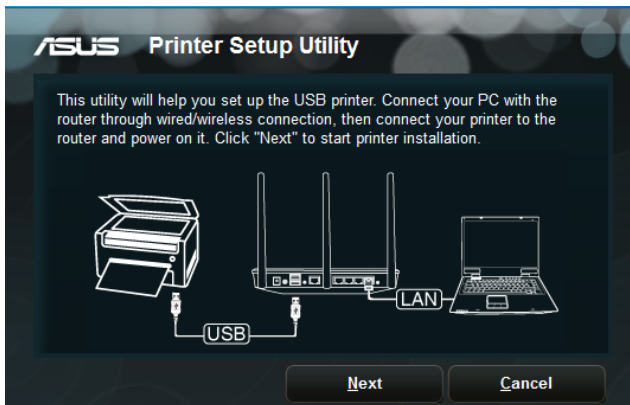 ASUS Printer Setup Utility
This utility will help you set up the USB printer. Connect your PC with the
router through wired/wireless connection, then connect your printer to the
router and power on it. Click "Next" to start printer installation.
LAN
USB
Next Cancel